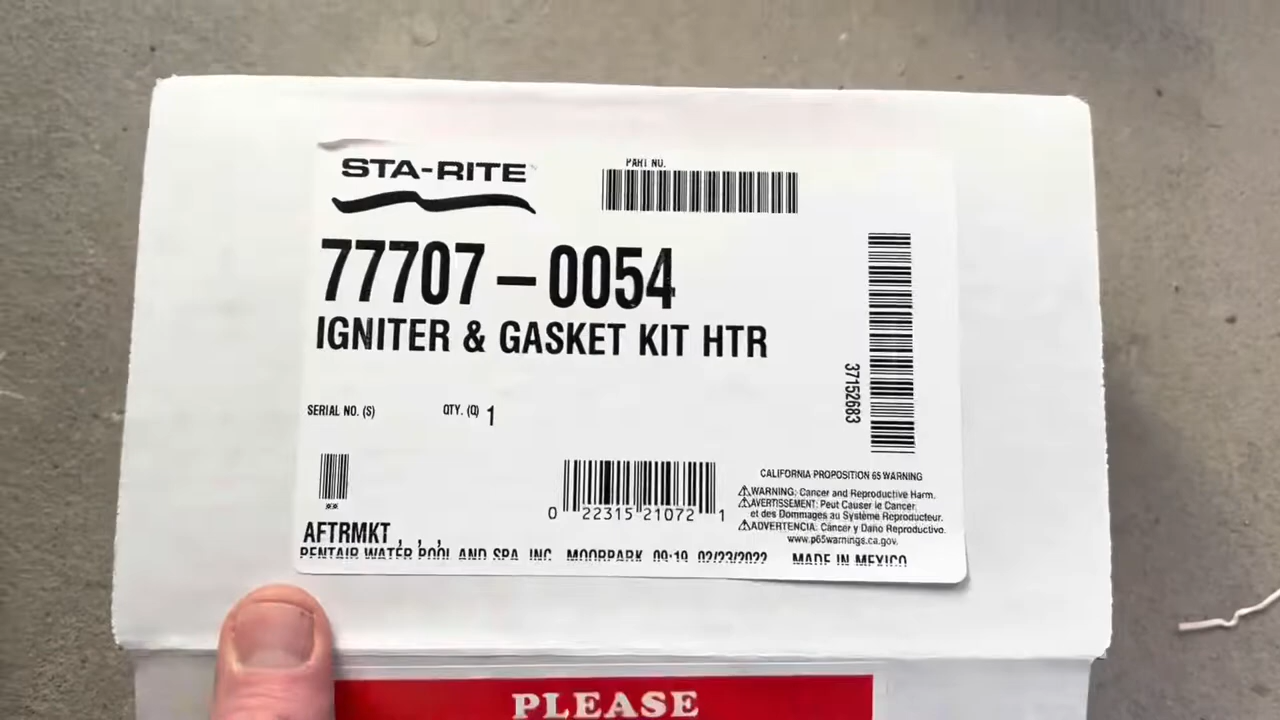 STA-RITE
PART NO.
77707-0054
IGNITER & GASKET KIT HTR
37152683
SERIAL NO. (S)
QTY. (Q) 1
0 22315 21072 1
CALIFORNIA PROPOSITION 65 WARNING
⚠WARNING: Cancer and Reproductive Harm.
⚠AVERTISSEMENT: Peut Causer le Cancer
et des Dommages au Système Reproducteur.
⚠ADVERTENCIA: Cáncer y Daño Reproductivo.
www.p65warnings.ca.gov.
AFTRMKT , , ,
PENTAIR WATER POOL AND SPA, INC. MOORPARK 09:19 02/23/2022 MADE IN MEXICO
PLEASE